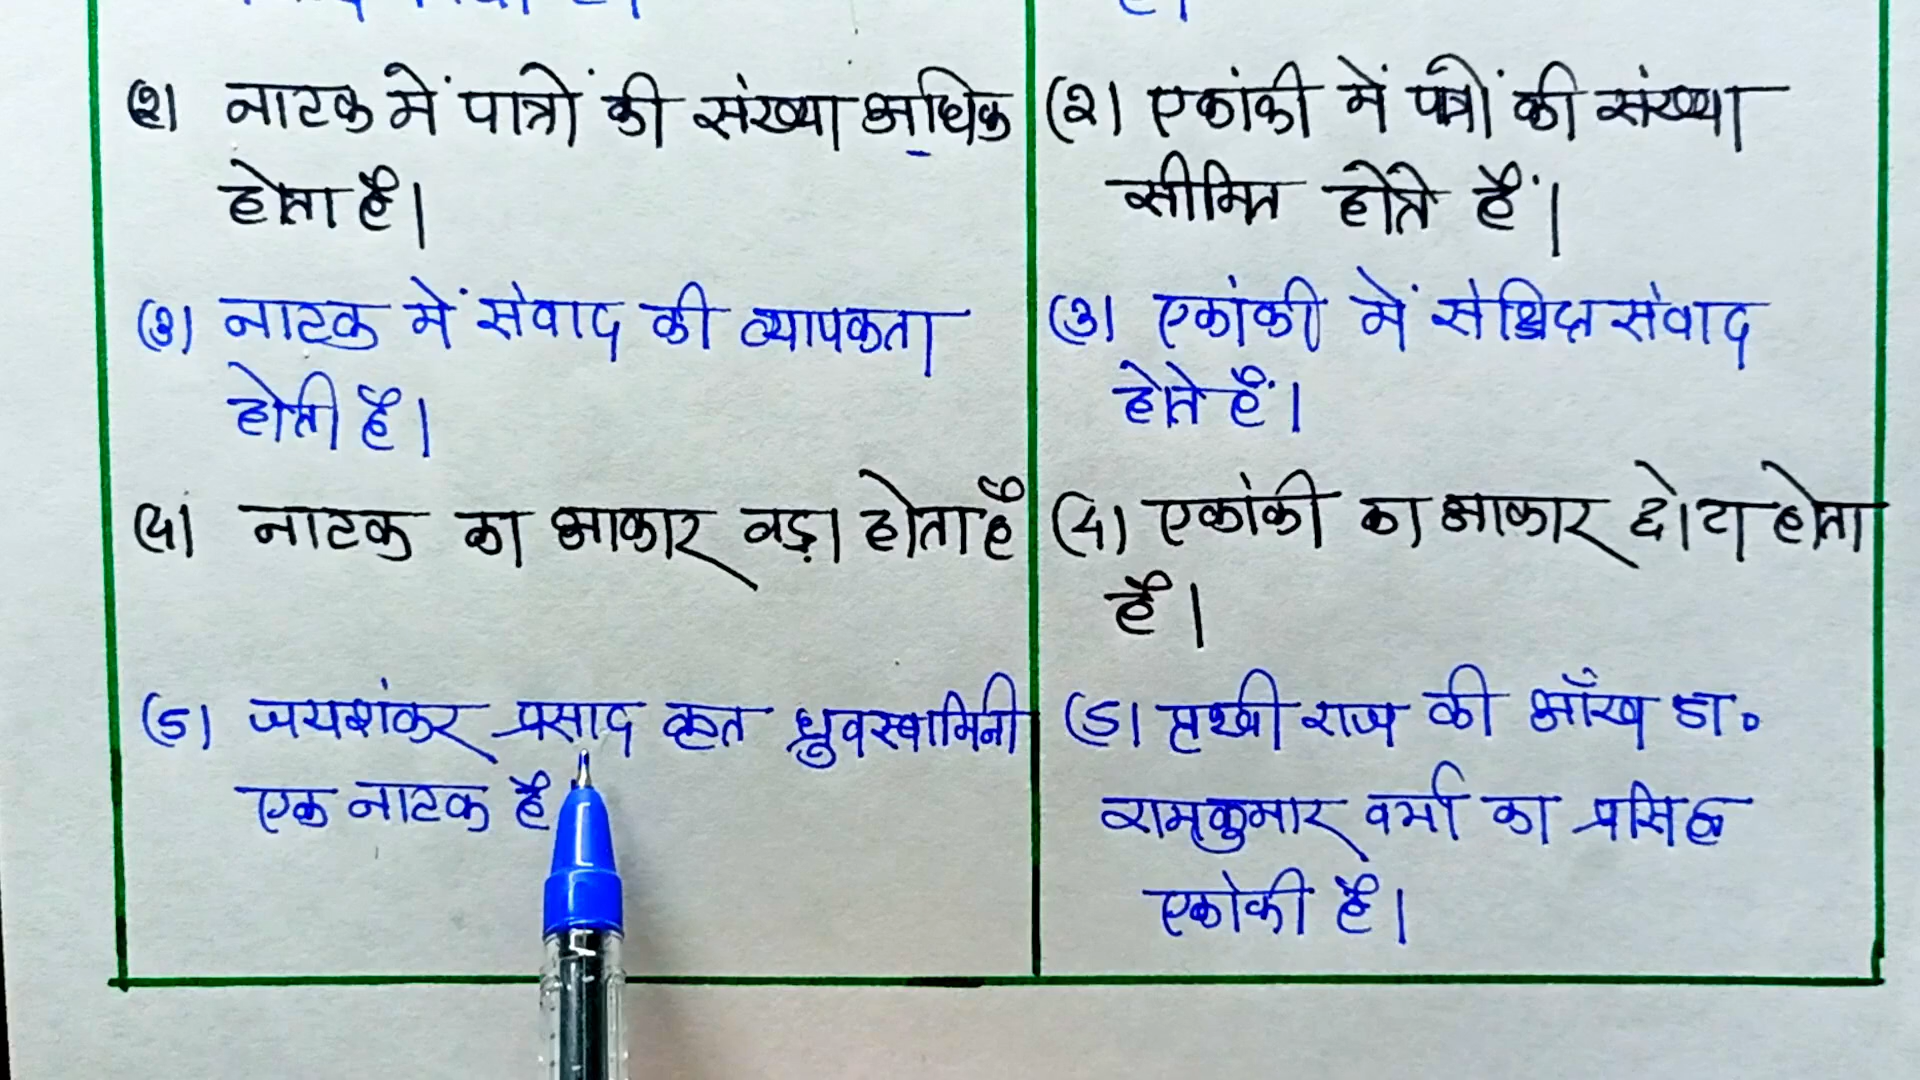 है।
(२) नाटक में पात्रों की संख्या अधिक
होता है।
(३) नाटक में संवाद की व्यापकता
होती है।
(४) नाटक का आकार बड़ा होता है
(५) जयशंकर प्रसाद कृत ध्रुवस्वामिनी
एक नाटक है
है।
(२) एकांकी में पात्रों की संख्या
सीमित होते हैं।
(३) एकांकी में संक्षिप्त संवाद
होते हैं।
(४) एकांकी का आकार छोटा होता
है।
(५) पृथ्वी राज की आँख डा०
रामकुमार वर्मा का प्रसिद्ध
एकांकी है।